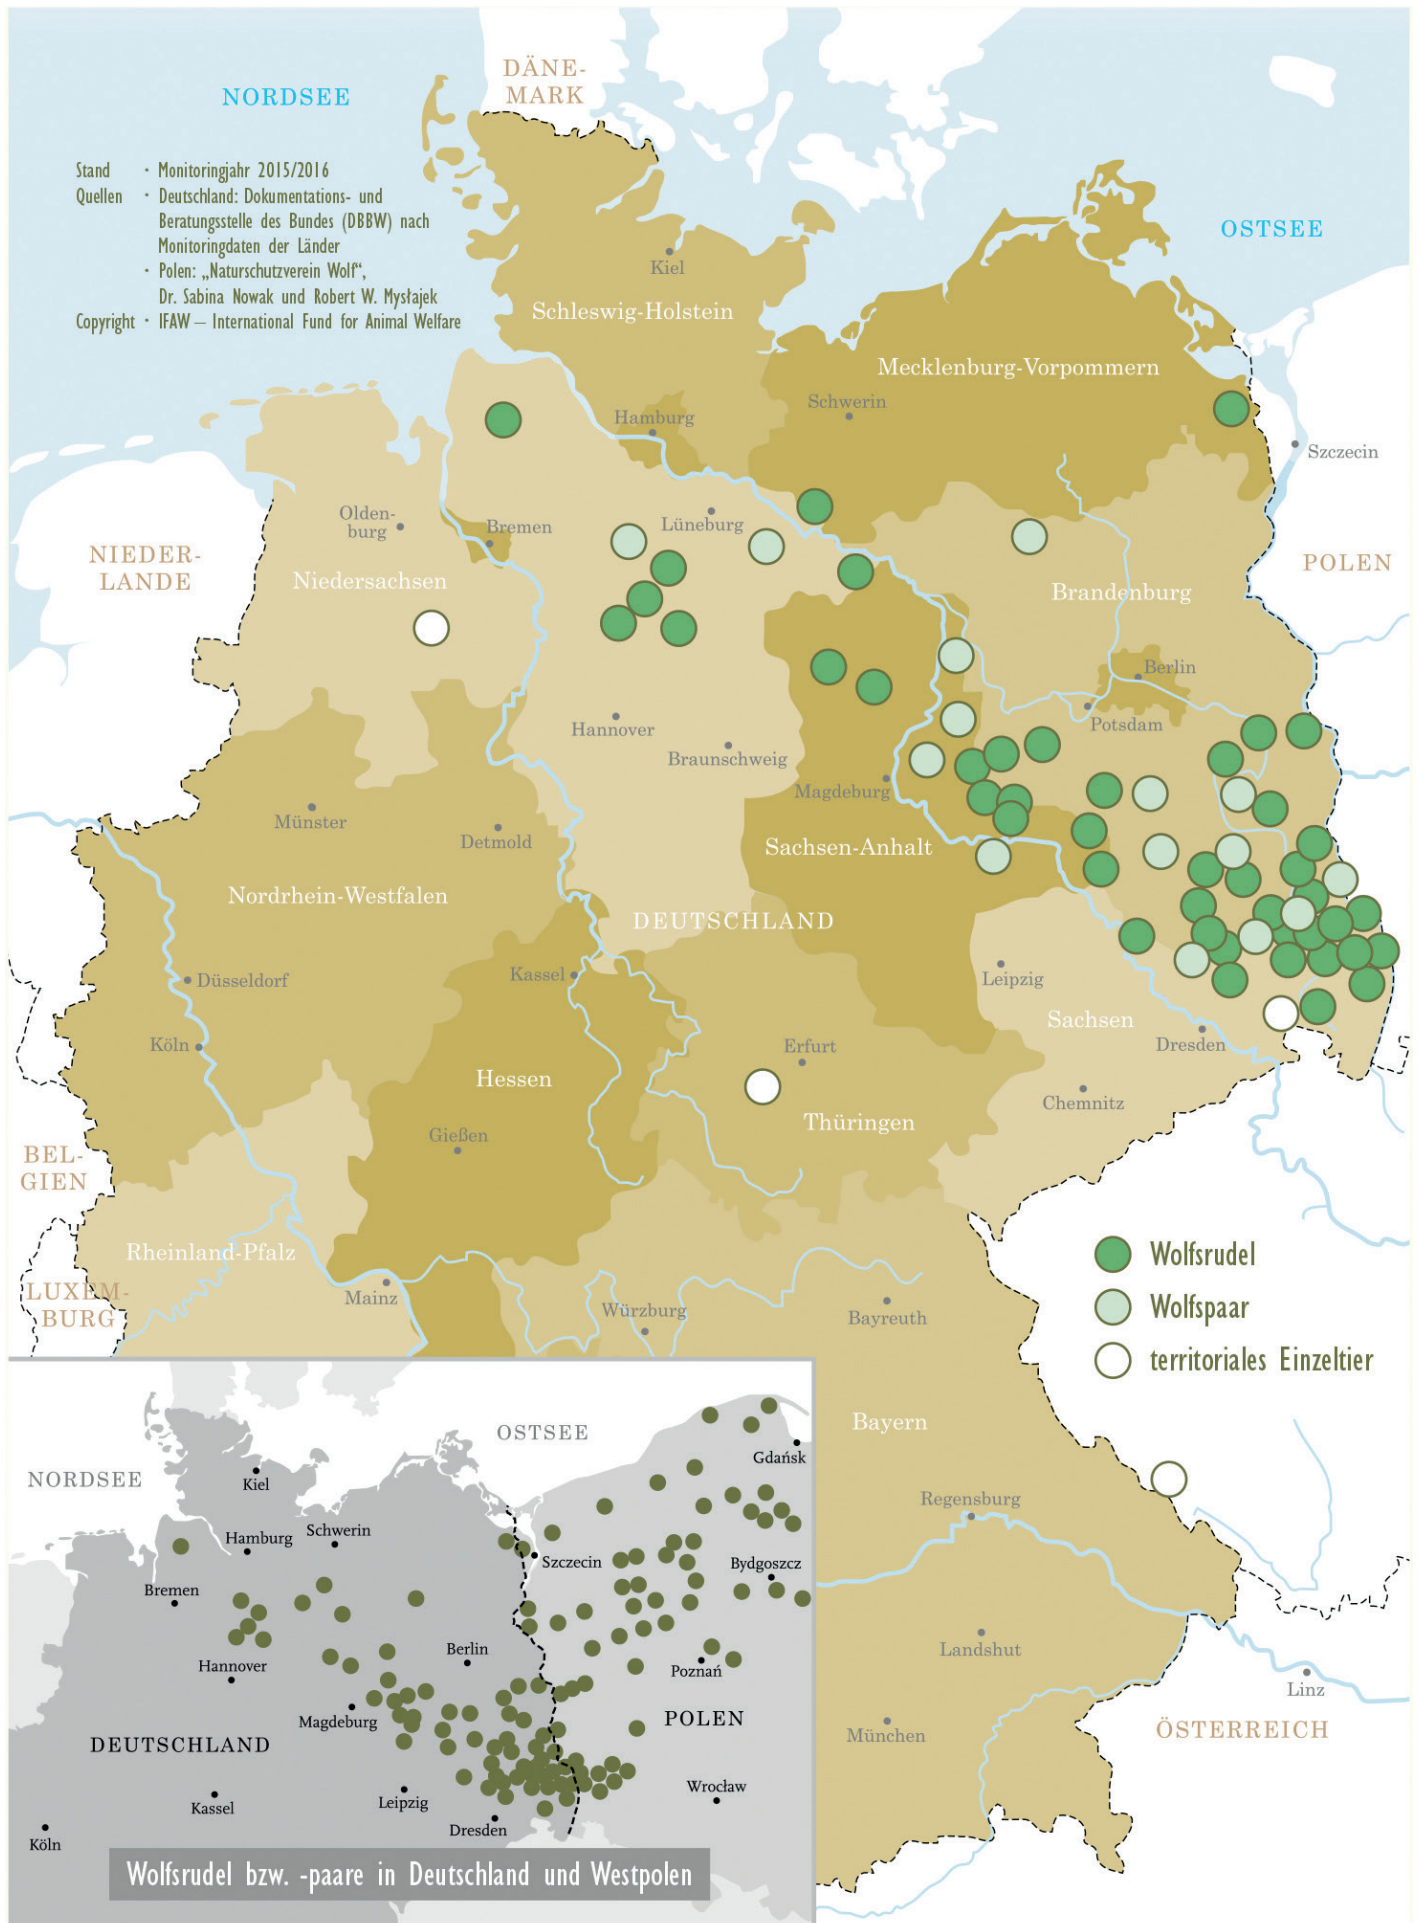 DÄNE-
MARK
NORDSEE
Stand · Monitoringjahr 2015/2016
Quellen · Deutschland: Dokumentations- und
Beratungsstelle des Bundes (DBBW) nach
Monitoringdaten der Länder
· Polen: „Naturschutzverein Wolf“,
Dr. Sabina Nowak und Robert W. Mysłajek
Copyright · IFAW – International Fund for Animal Welfare
OSTSEE
Kiel
Schleswig-Holstein
Mecklenburg-Vorpommern
Schwerin
Hamburg
Szczecin
Olden-
burg
Bremen
Lüneburg
NIEDER-
LANDE
POLEN
Niedersachsen
Brandenburg
Berlin
Potsdam
Hannover
Braunschweig
Magdeburg
Münster
Detmold
Sachsen-Anhalt
Nordrhein-Westfalen
DEUTSCHLAND
Kassel
Düsseldorf
Leipzig
Sachsen
Köln
Erfurt
Dresden
Hessen
Chemnitz
Thüringen
Gießen
BEL-
GIEN
Rheinland-Pfalz
LUXEM-
BURG
Mainz
Würzburg
Bayreuth
Wolfsrudel
Wolfspaar
territoriales Einzeltier
Bayern
Regensburg
Landshut
Linz
München
ÖSTERREICH
OSTSEE
NORDSEE
Gdańsk
Kiel
Hamburg
Schwerin
Szczecin
Bydgoszcz
Bremen
Berlin
Hannover
Poznań
Magdeburg
POLEN
DEUTSCHLAND
Wrocław
Leipzig
Kassel
Dresden
Köln
Wolfsrudel bzw. -paare in Deutschland und Westpolen